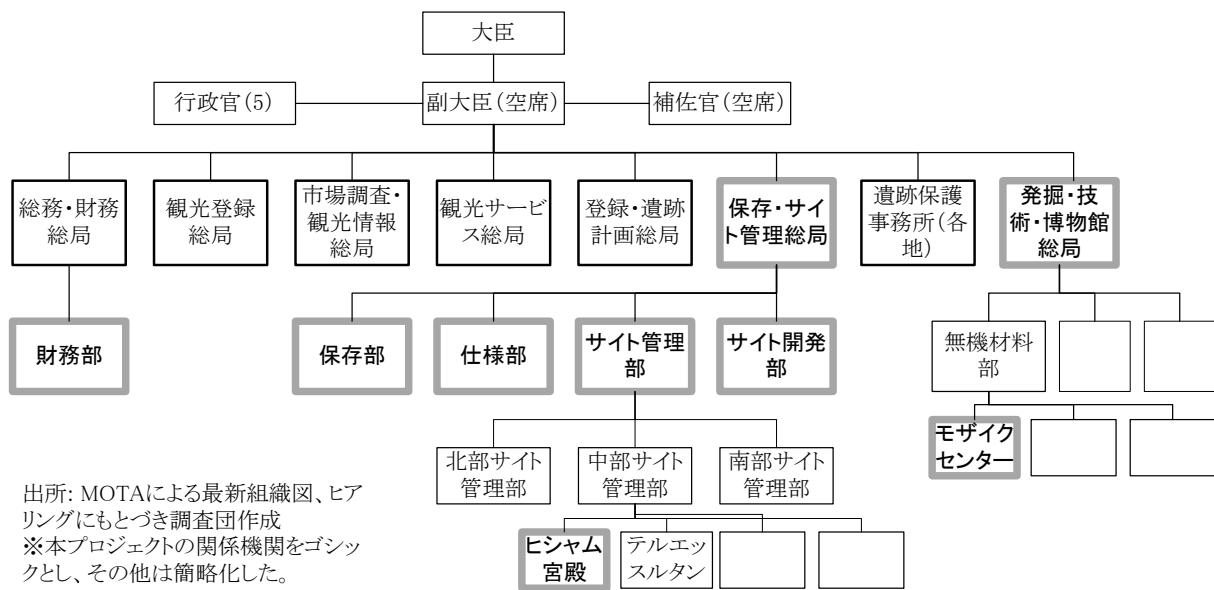 大臣
行政官(5)
副大臣(空席)
補佐官(空席)
総務・財務
総局
観光登録
総局
市場調査・
観光情報
総局
観光サービ
ス総局
登録・遺跡
計画総局
保存・サイ
ト管理総局
遺跡保護
事務所(各
地)
発掘・技
術・博物館
総局
財務部
保存部
仕様部
サイト管理
部
サイト開発
部
無機材料
部
モザイク
センター
北部サイト
管理部
中部サイト
管理部
南部サイト
管理部
ヒシャム
宮殿
テルエッ
スルタン
出所: MOTAによる最新組織図、ヒア
リングにもとづき調査団作成
※本プロジェクトの関係機関をゴシッ
クとし、その他は簡略化した。